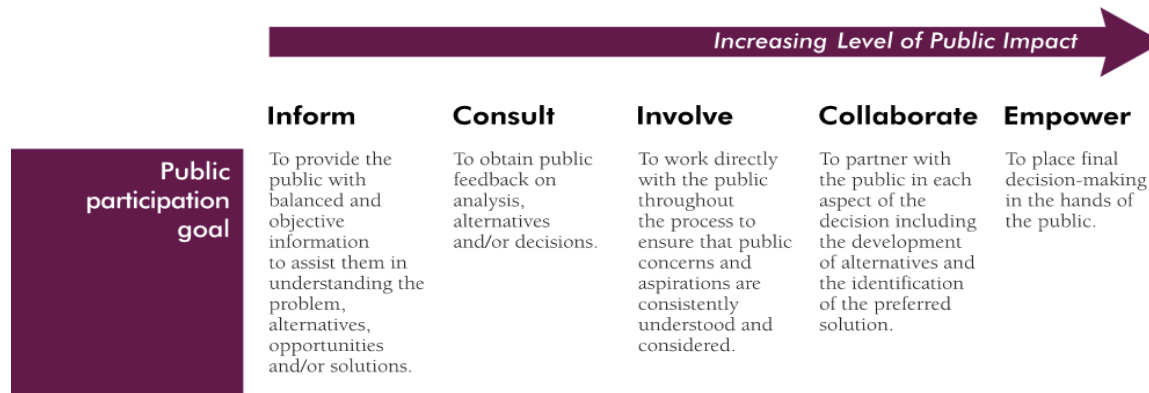 Increasing Level of Public Impact
Inform
Consult
Involve
Collaborate
Empower
Public
participation
goal
To provide the
public with
balanced and
objective
information
to assist them in
understanding the
problem,
alternatives,
opportunities
and/or solutions.
To obtain public
feedback on
analysis,
alternatives
and/or decisions.
To work directly
with the public
throughout
the process to
ensure that public
concerns and
aspirations are
consistently
understood and
considered.
To partner with
the public in each
aspect of the
decision including
the development
of alternatives and
the identification
of the preferred
solution.
To place final
decision-making
in the hands of
the public.